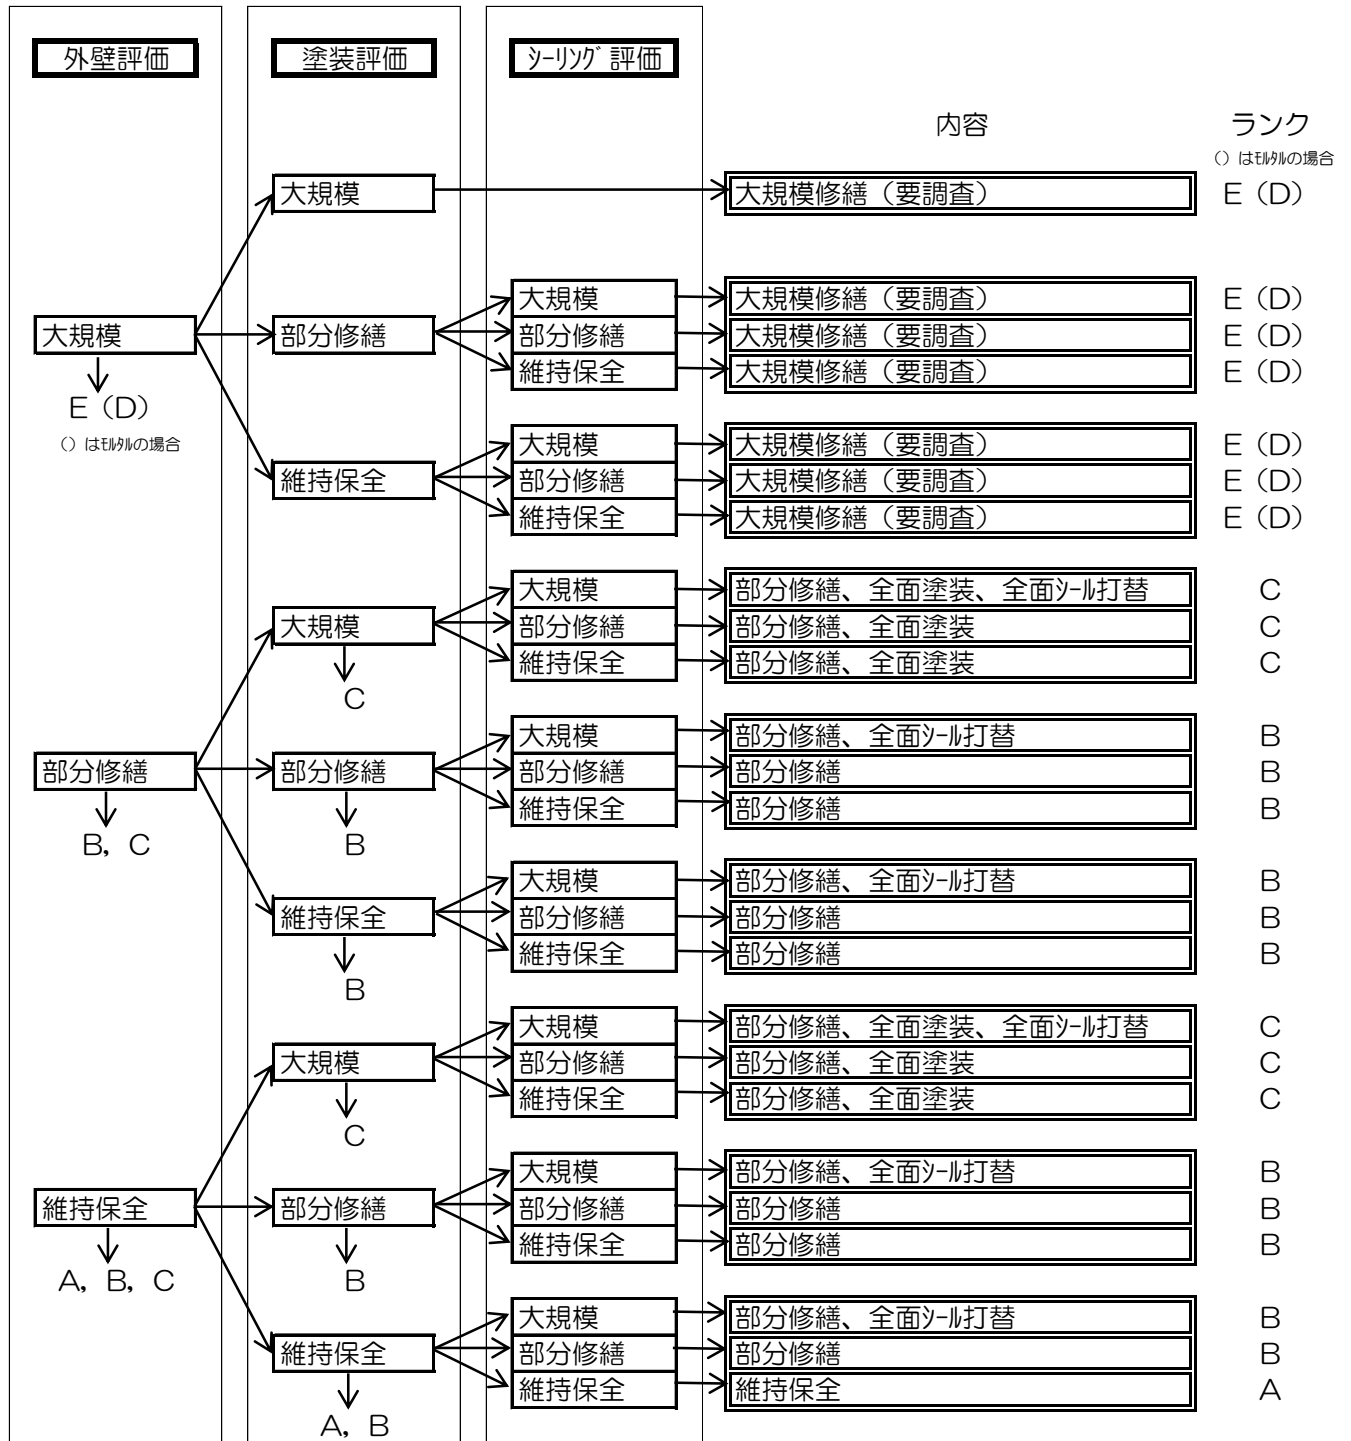 外壁評価 塗装評価 ｼｰﾘﾝｸﾞ評価
内容 ランク
（）はﾓﾙﾀﾙの場合
大規模 大規模修繕（要調査） E（D）
大規模 大規模修繕（要調査） E（D）
大規模 部分修繕 部分修繕 大規模修繕（要調査） E（D）
維持保全 大規模修繕（要調査） E（D）
E（D）
（）はﾓﾙﾀﾙの場合
大規模 大規模修繕（要調査） E（D）
維持保全 部分修繕 大規模修繕（要調査） E（D）
維持保全 大規模修繕（要調査） E（D）
大規模 部分修繕、全面塗装、全面ｼｰﾙ打替 C
大規模 部分修繕 部分修繕、全面塗装 C
維持保全 部分修繕、全面塗装 C
C
大規模 部分修繕、全面ｼｰﾙ打替 B
部分修繕 部分修繕 部分修繕 部分修繕 B
維持保全 部分修繕 B
B，C B
大規模 部分修繕、全面ｼｰﾙ打替 B
維持保全 部分修繕 部分修繕 B
維持保全 部分修繕 B
B
大規模 部分修繕、全面塗装、全面ｼｰﾙ打替 C
大規模 部分修繕 部分修繕、全面塗装 C
維持保全 部分修繕、全面塗装 C
C
大規模 部分修繕、全面ｼｰﾙ打替 B
維持保全 部分修繕 部分修繕 部分修繕 B
維持保全 部分修繕 B
A，B，C B
大規模 部分修繕、全面ｼｰﾙ打替 B
維持保全 部分修繕 部分修繕 B
維持保全 維持保全 A
A，B